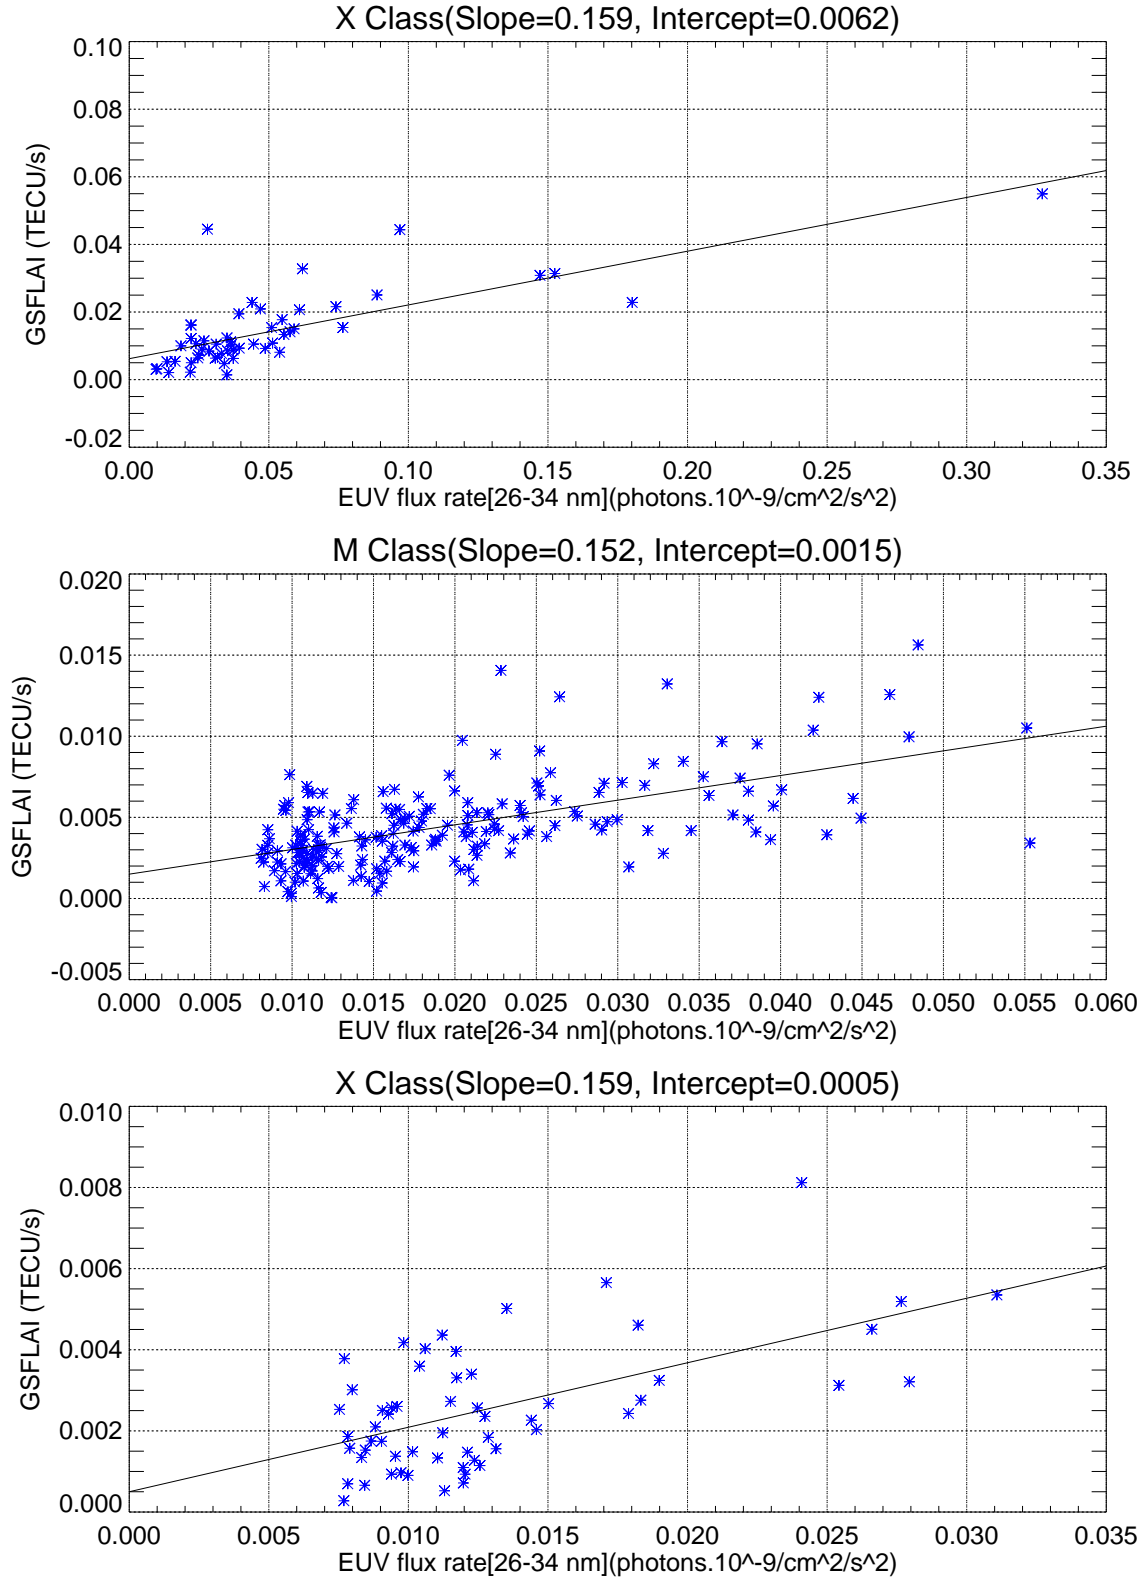 X Class(Slope=0.159, Intercept=0.0062)
0.10
0.08
0.06
0.04
0.02
0.00
-0.02
GSFLAI (TECU/s)
0.00 0.05 0.10 0.15 0.20 0.25 0.30 0.35
EUV flux rate[26-34 nm](photons.10^-9/cm^2/s^2)
M Class(Slope=0.152, Intercept=0.0015)
0.020
0.015
0.010
0.005
0.000
-0.005
GSFLAI (TECU/s)
0.000 0.005 0.010 0.015 0.020 0.025 0.030 0.035 0.040 0.045 0.050 0.055 0.060
EUV flux rate[26-34 nm](photons.10^-9/cm^2/s^2)
X Class(Slope=0.159, Intercept=0.0005)
0.010
0.008
0.006
0.004
0.002
0.000
GSFLAI (TECU/s)
0.000 0.005 0.010 0.015 0.020 0.025 0.030 0.035
EUV flux rate[26-34 nm](photons.10^-9/cm^2/s^2)